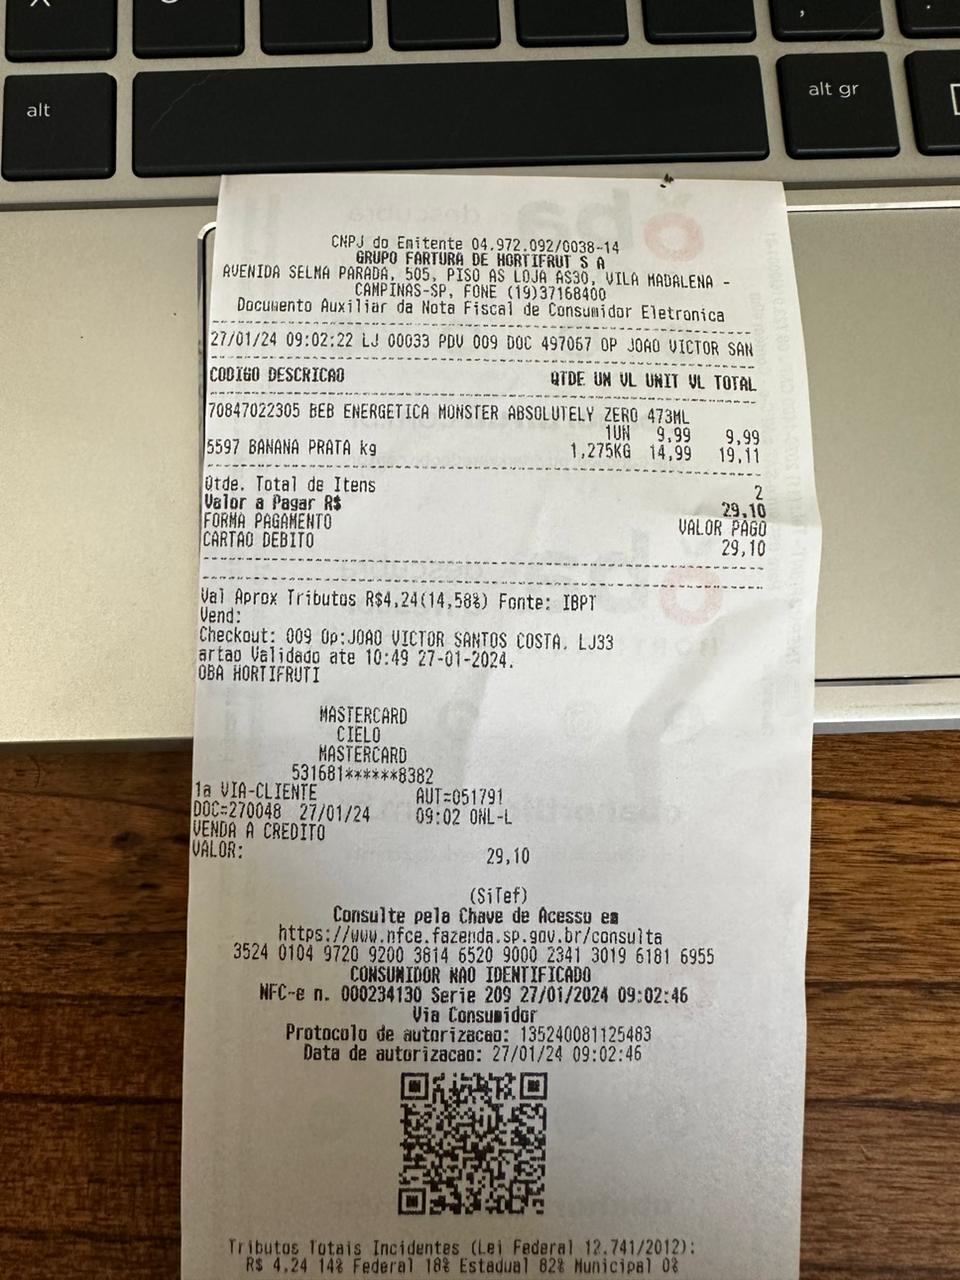 alt
alt gr
CNPJ do Emitente 04.972.092/0038-14
GRUPO FARTURA DE HORTIFRUT S A
AVENIDA SELMA PARADA, 505, PISO AS LOJA AS30, VILA MADALENA -
CAMPINAS-SP, FONE (19)37168400
Documento Auxiliar da Nota Fiscal de Consumidor Eletronica
27/01/24 09:02:22 LJ 00033 PDV 009 DOC 497067 OP JOAO VICTOR SAN
CODIGO DESCRICAO QTDE UN VL UNIT VL TOTAL
70847022305 BEB ENERGETICA MONSTER ABSOLUTELY ZERO 473ML
1UN 9,99 9,99
5597 BANANA PRATA kg 1,275KG 14,99 19,11
Qtde. Total de Itens 2
Valor a Pagar R$ 29,10
FORMA PAGAMENTO VALOR PAGO
CARTAO DEBITO 29,10
Val Aprox Tributos R$4,24(14,58%) Fonte: IBPT
Vend:
Checkout: 009 Op:JOAO VICTOR SANTOS COSTA. LJ33
artao Validado ate 10:49 27-01-2024.
OBA HORTIFRUTI
MASTERCARD
CIELO
MASTERCARD
531681******8382
1a VIA-CLIENTE AUT=051791
DOC=270048 27/01/24 09:02 ONL-L
VENDA A CREDITO
VALOR: 29,10
(SiTef)
Consulte pela Chave de Acesso em
https://www.nfce.fazenda.sp.gov.br/consulta
3524 0104 9720 9200 3814 6520 9000 2341 3019 6181 6955
CONSUMIDOR NAO IDENTIFICADO
NFC-e n. 000234130 Serie 209 27/01/2024 09:02:46
Via Consumidor
Protocolo de autorizacao: 135240081125483
Data de autorizacao: 27/01/24 09:02:46
Tributos Totais Incidentes (Lei Federal 12.741/2012):
R$ 4,24 14% Federal 18% Estadual 82% Municipal 0%